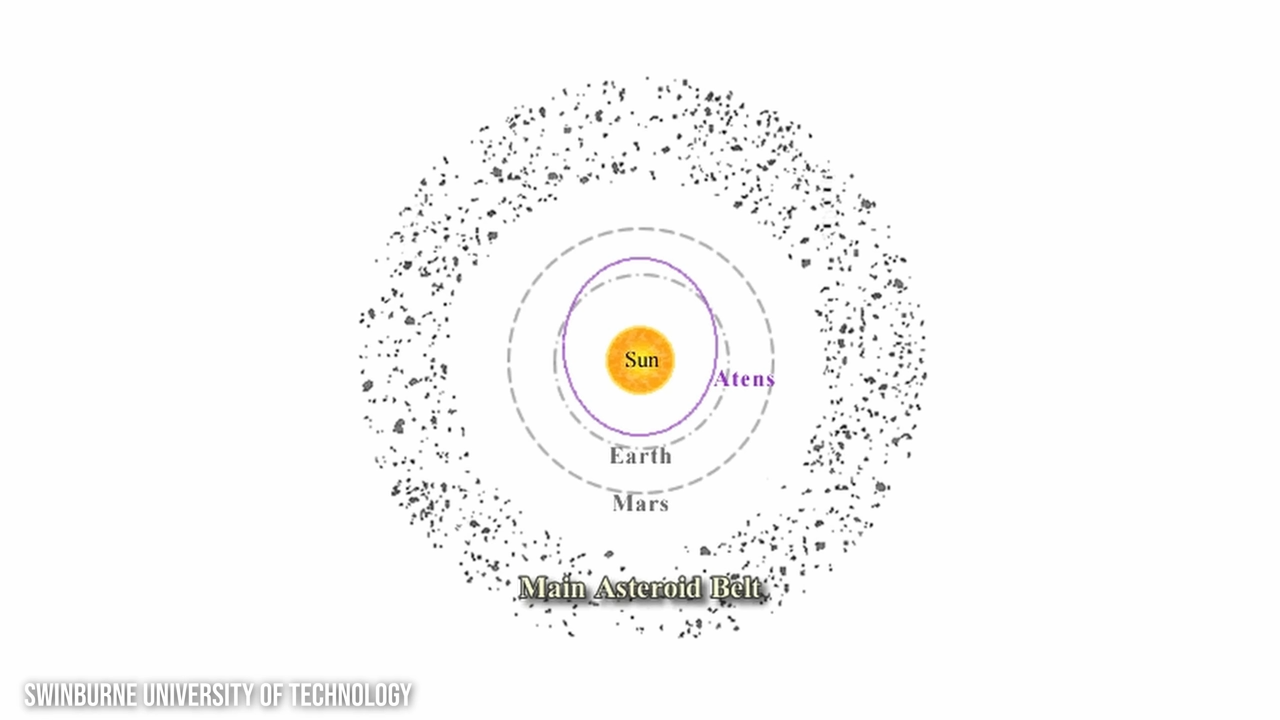 Sun
Atens
Earth
Mars
Main Asteroid Belt
SWINBURNE UNIVERSITY OF TECHNOLOGY